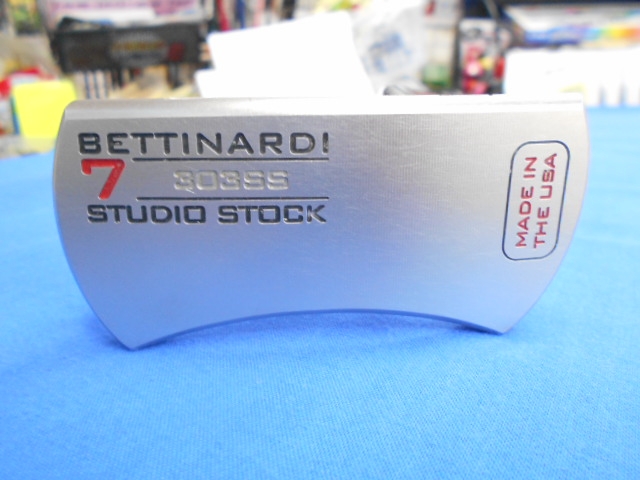 BETTINARDI
7 303SS
STUDIO STOCK
MADE IN
THE USA